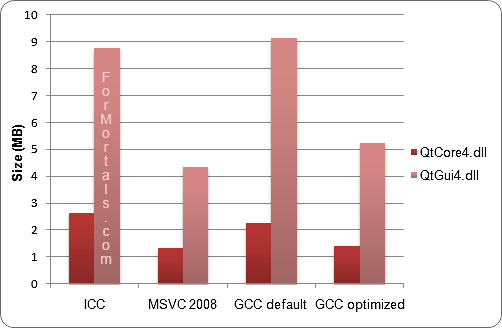 10
9
8
7
6
5
4
3
2
1
0
Size (MB)
ForMortals.com
ICC
MSVC 2008
GCC default
GCC optimized
QtCore4.dll
QtGui4.dll